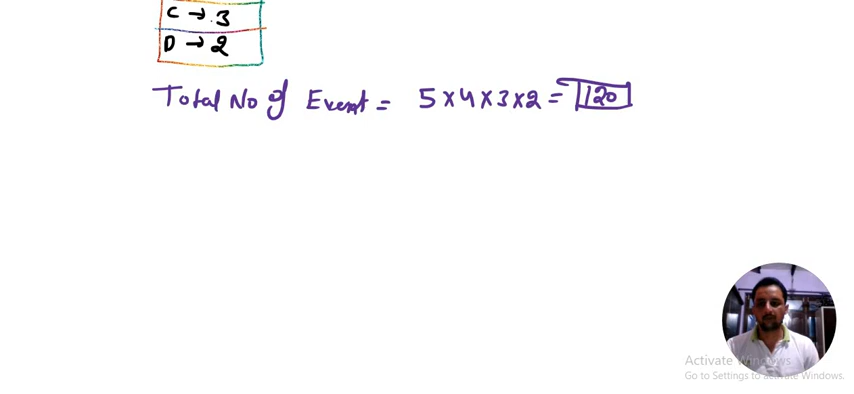 C → 3
D → 2
Total No of Event = 5 x 4 x 3 x 2 = 120
Activate Windows
Go to Settings to activate Windows.